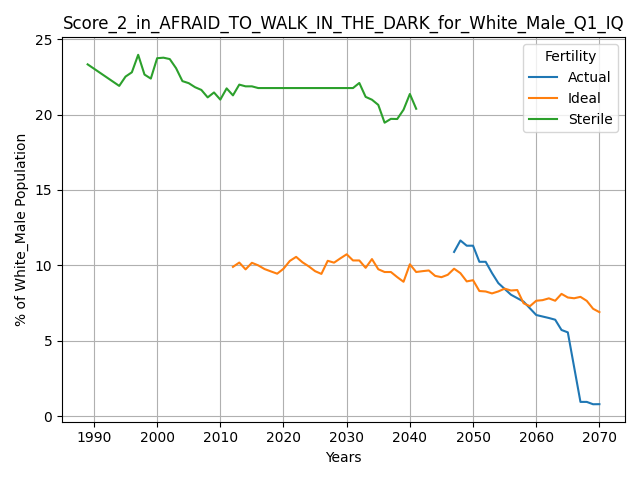 Score_2_in_AFRAID_TO_WALK_IN_THE_DARK_for_White_Male_Q1_IQ
% of White_Male Population
25
20
15
10
5
0
Fertility
Actual
Ideal
Sterile
1990 2000 2010 2020 2030 2040 2050 2060 2070
Years